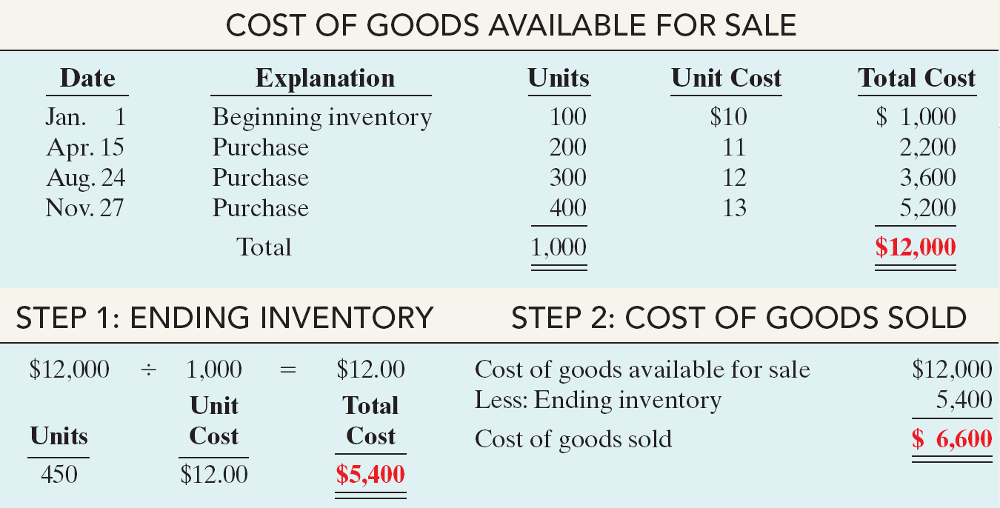 COST OF GOODS AVAILABLE FOR SALE
Date Explanation Units Unit Cost Total Cost
Jan. 1 Beginning inventory 100 $10 $ 1,000
Apr. 15 Purchase 200 11 2,200
Aug. 24 Purchase 300 12 3,600
Nov. 27 Purchase 400 13 5,200
Total 1,000 $12,000
STEP 1: ENDING INVENTORY
$12,000 ÷ 1,000 = $12.00
Unit Total
Units Cost Cost
450 $12.00 $5,400
STEP 2: COST OF GOODS SOLD
Cost of goods available for sale $12,000
Less: Ending inventory 5,400
Cost of goods sold $ 6,600